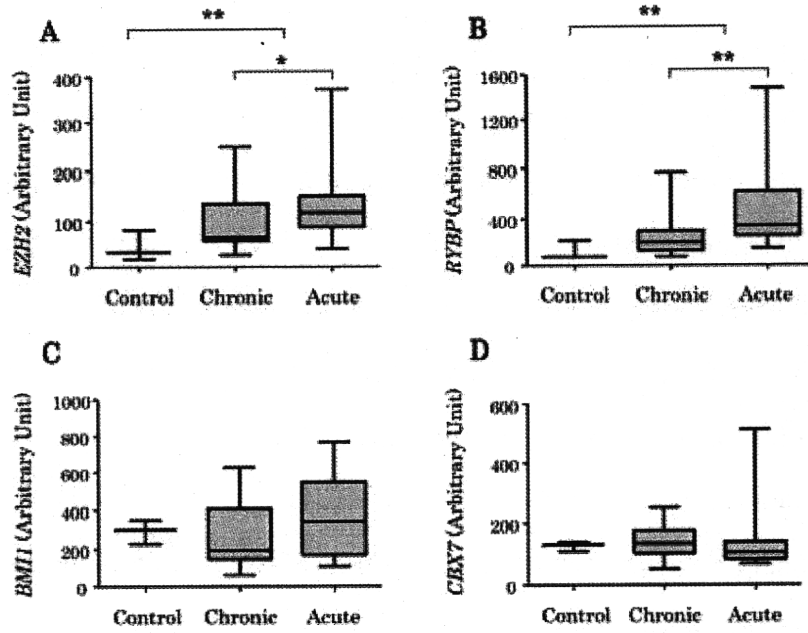 A
**
*
EZH2 (Arbitrary Unit)
400
300
200
100
0
Control Chronic Acute
B
**
**
RYBP (Arbitrary Unit)
1600
1200
800
400
0
Control Chronic Acute
C
BMI1 (Arbitrary Unit)
1000
800
600
400
200
0
Control Chronic Acute
D
CBX7 (Arbitrary Unit)
600
400
200
0
Control Chronic Acute